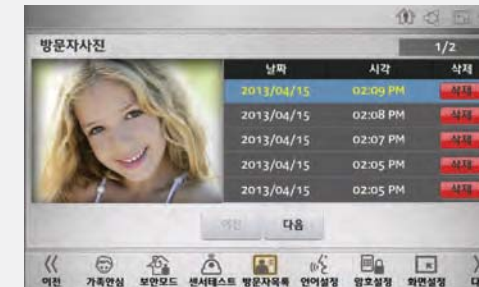 방문자사진 1/2
날짜 시각 삭제
2013/04/15 02:09 PM 삭제
2013/04/15 02:08 PM 삭제
2013/04/15 02:07 PM 삭제
2013/04/15 02:05 PM 삭제
2013/04/15 02:05 PM 삭제
이전 다음
이전 가족안심 보안모드 센서테스트 방문자목록 언어설정 암호설정 화면설정 다